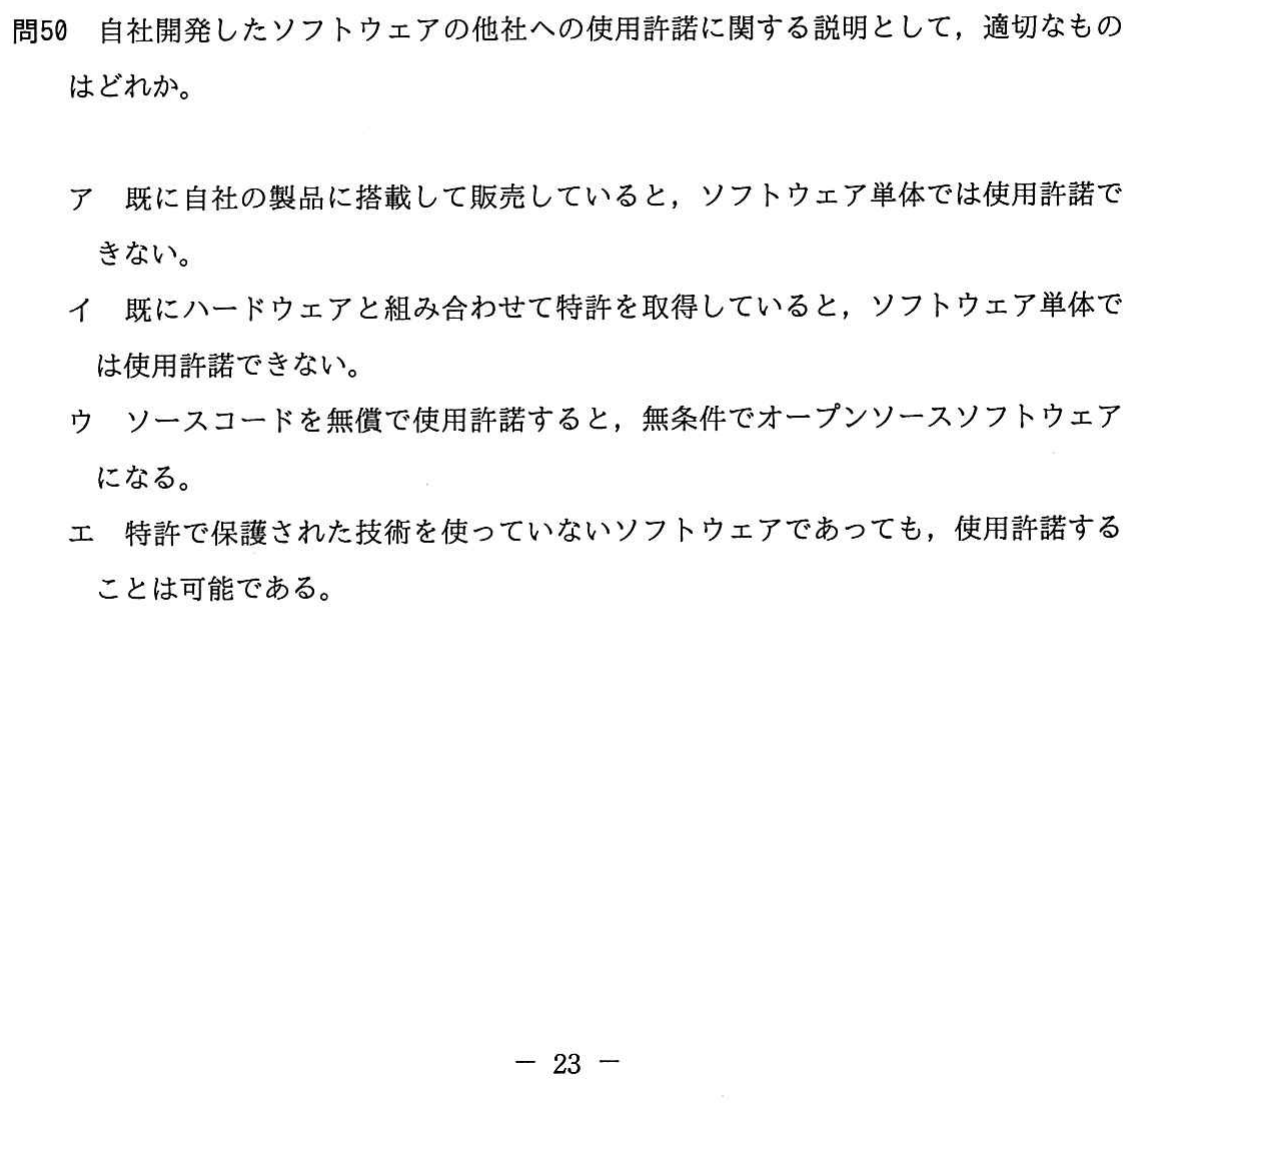 問50 自社開発したソフトウェアの他社への使用許諾に関する説明として，適切なもの
はどれか。
ア 既に自社の製品に搭載して販売していると，ソフトウェア単体では使用許諾で
きない。
イ 既にハードウェアと組み合わせて特許を取得していると，ソフトウェア単体で
は使用許諾できない。
ウ ソースコードを無償で使用許諾すると，無条件でオープンソースソフトウェア
になる。
エ 特許で保護された技術を使っていないソフトウェアであっても，使用許諾する
ことは可能である。
― 23 ―